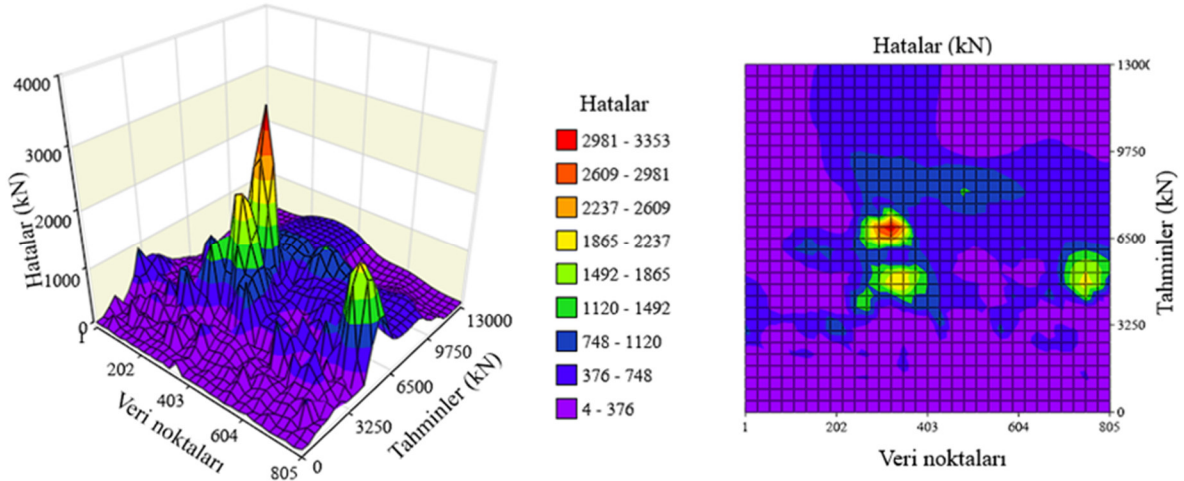 4000
3000
2000
1000
0
Hatalar (kN)
1
202
403
604
805
Veri noktaları
0
3250
6500
9750
13000
Tahminler (kN)
Hatalar
2981 - 3353
2609 - 2981
2237 - 2609
1865 - 2237
1492 - 1865
1120 - 1492
748 - 1120
376 - 748
4 - 376
Hatalar (kN)
1300
9750
6500
3250
0
Tahminler (kN)
1
202
403
604
805
Veri noktaları